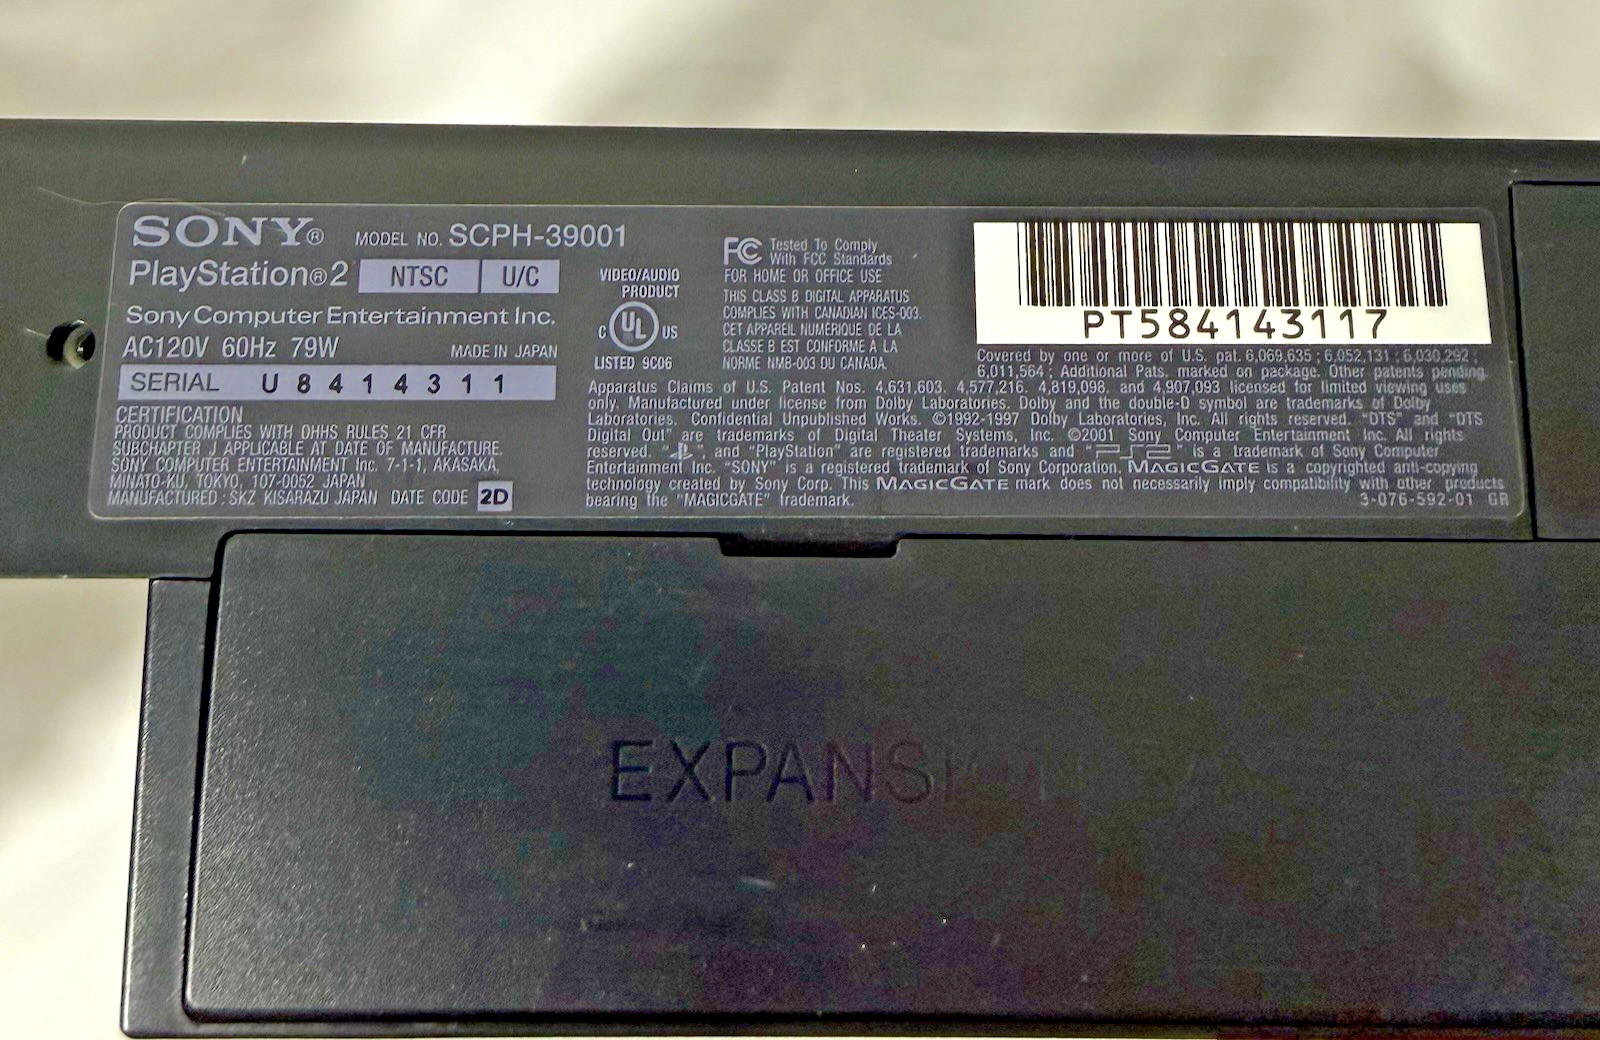 SONY® MODEL NO. SCPH-39001
PlayStation®2 NTSC U/C
Sony Computer Entertainment Inc.
AC120V 60Hz 79W MADE IN JAPAN
SERIAL U8414311
CERTIFICATION
PRODUCT COMPLIES WITH DHHS RULES 21 CFR
SUBCHAPTER J APPLICABLE AT DATE OF MANUFACTURE.
SONY COMPUTER ENTERTAINMENT Inc. 7-1-1, AKASAKA,
MINATO-KU, TOKYO, 107-0052 JAPAN
MANUFACTURED : SKZ KISARAZU JAPAN DATE CODE 2D
VIDEO/AUDIO
PRODUCT
C UL US
LISTED 9C06
FC Tested To Comply
With FCC Standards
FOR HOME OR OFFICE USE
THIS CLASS B DIGITAL APPARATUS
COMPLIES WITH CANADIAN ICES-003.
CET APPAREIL NUMÉRIQUE DE LA
CLASSE B EST CONFORME À LA
NORME NMB-003 DU CANADA.
PT584143117
Covered by one or more of U.S. pat. 6,069,635 ; 6,052,131 ; 6,030,292 ;
6,011,564 ; Additional Pats. marked on package. Other patents pending.
Apparatus Claims of U.S. Patent Nos. 4,631,603, 4,577,216, 4,819,098, and 4,907,093 licensed for limited viewing uses
only. Manufactured under license from Dolby Laboratories. Dolby and the double-D symbol are trademarks of Dolby
Laboratories. Confidential Unpublished Works. ©1992-1997 Dolby Laboratories, Inc. All rights reserved. "DTS" and "DTS
Digital Out" are trademarks of Digital Theater Systems, Inc. ©2001 Sony Computer Entertainment Inc. All rights
reserved. " ", and "PlayStation" are registered trademarks and "PS2" is a trademark of Sony Computer
Entertainment Inc. "SONY" is a registered trademark of Sony Corporation. MAGICGATE is a copyrighted anti-copying
technology created by Sony Corp. This MAGICGATE mark does not necessarily imply compatibility with other products
bearing the "MAGICGATE" trademark.
3-076-592-01 GR
EXPANSION